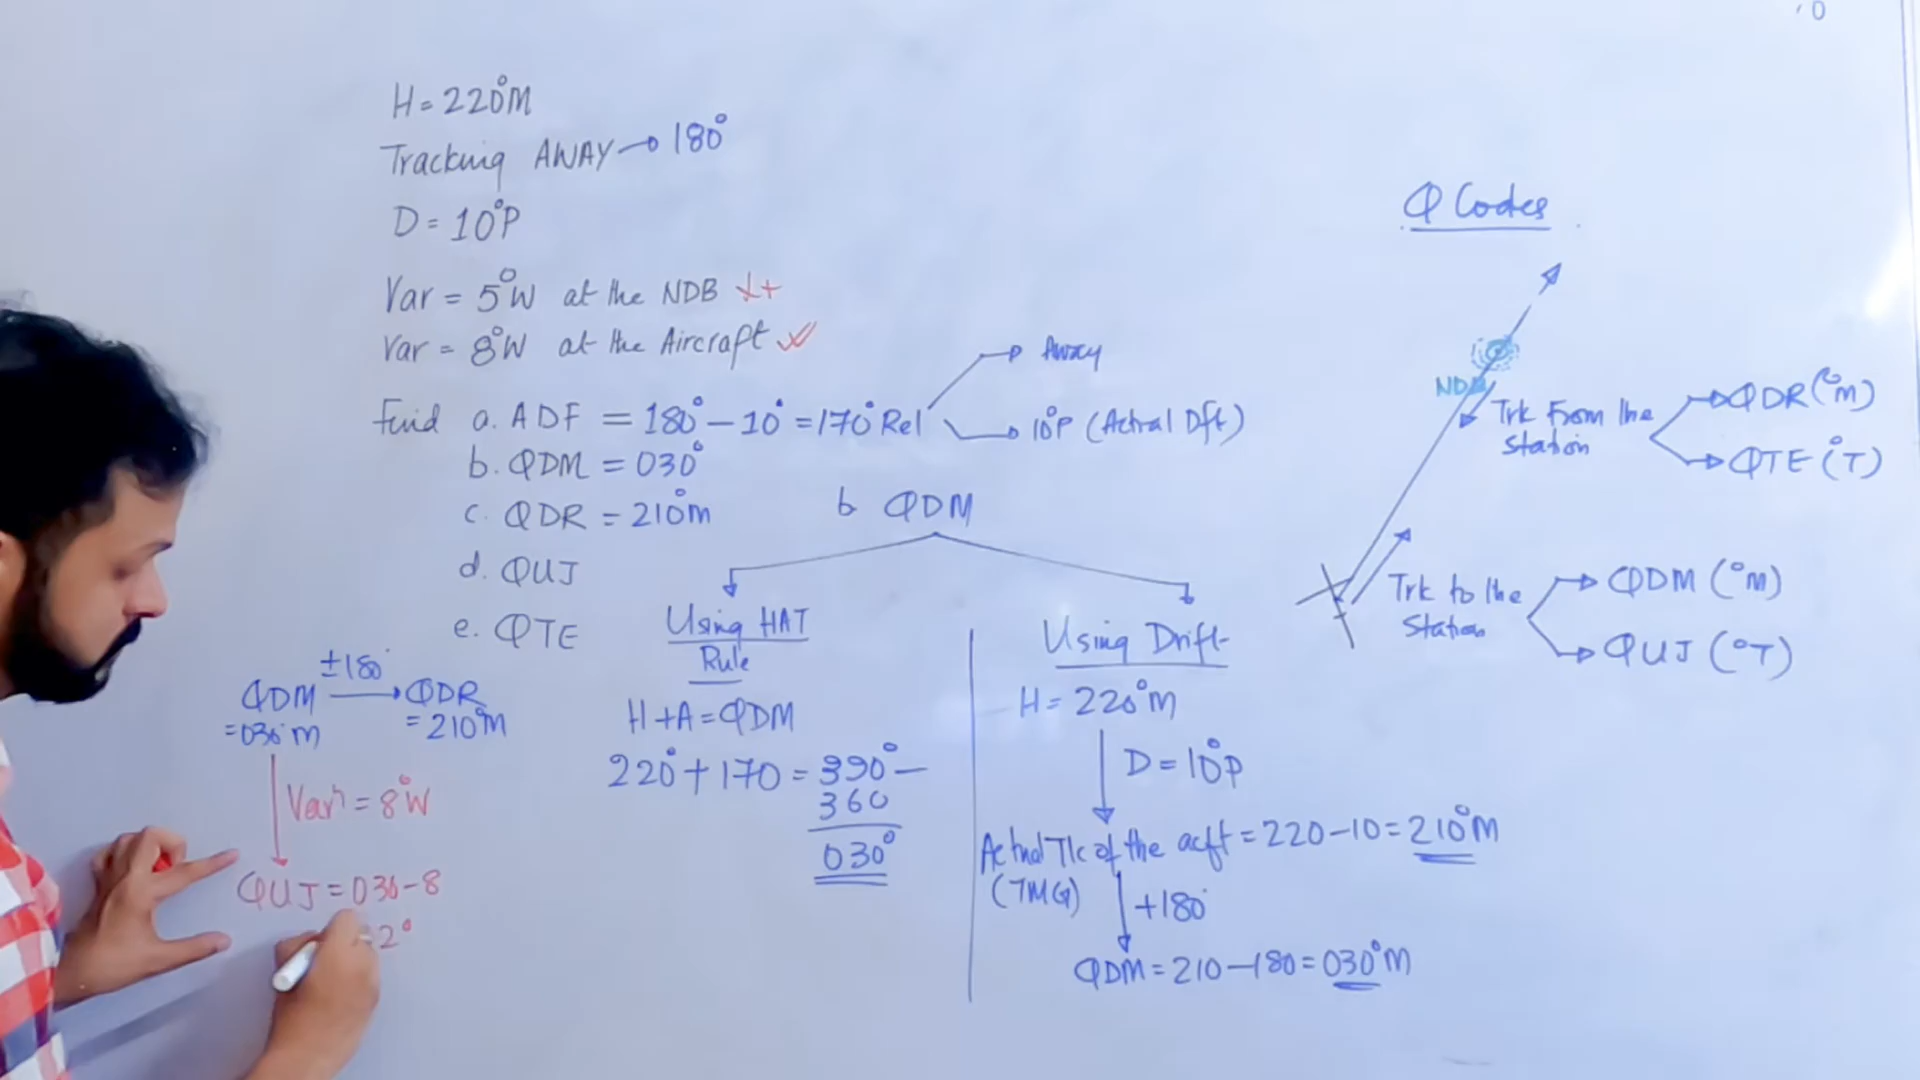 H = 220°M
Tracking AWAY → 180°
D = 10°P
Var = 5°W at the NDB
Var = 8°W at the Aircraft
Find a. ADF = 180° - 10° = 170° Rel
Away
10°P (Actual Dft)
b. QDM = 030°
c. QDR = 210°m
d. QUJ
e. QTE
b QDM
Using HAT
Rule
H + A = QDM
220° + 170 = 390° -
360
030°
Using Drift
H = 220°M
D = 10°P
Actual Tk of the acft = 220 - 10 = 210°M
(TMG)
+180°
QDM = 210 - 180 = 030°M
±180°
QDM → QDR
= 030°M = 210°M
Varⁿ = 8°W
QUJ = 030 - 8
2°
Q Codes
NDB
Trk From the
Station
QDR (°M)
QTE (°T)
Trk to the
Station
QDM (°M)
QUJ (°T)